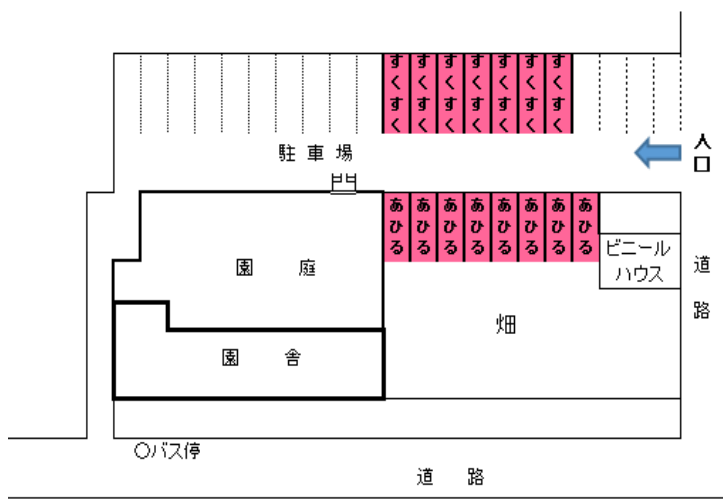 すくすく すくすく すくすく すくすく すくすく すくすく すくすく
駐車場
入口
門
あひる あひる あひる あひる あひる あひる あひる あひる
ビニール
ハウス
園 庭
道路
畑
園 舎
○バス停
道 路